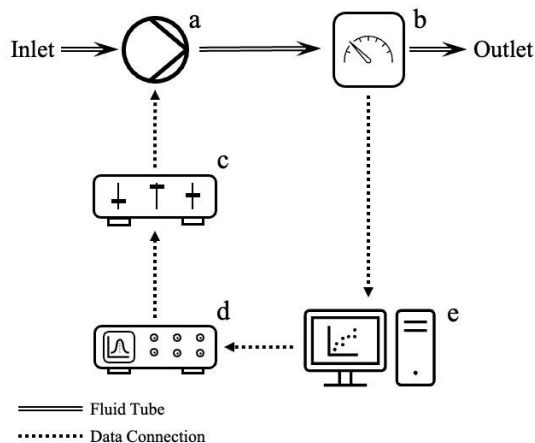 a
b
Inlet
Outlet
c
d
e
Fluid Tube
Data Connection